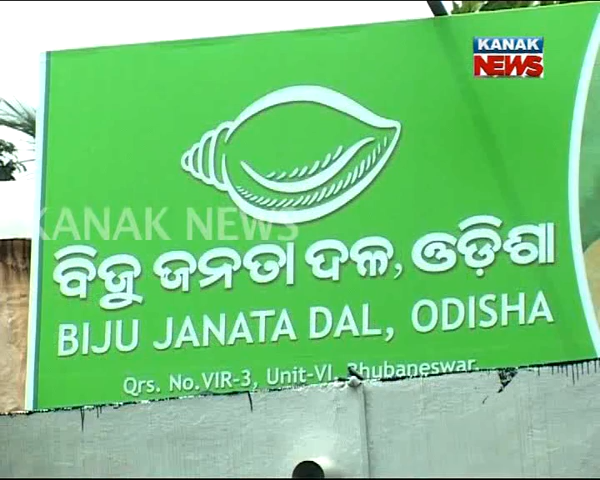 KANAK
NEWS
KANAK NEWS
ବିଜୁ ଜନତା ଦଳ, ଓଡ଼ିଶା
BIJU JANATA DAL, ODISHA
Qrs. No.VIR-3, Unit-VI, Bhubaneswar.